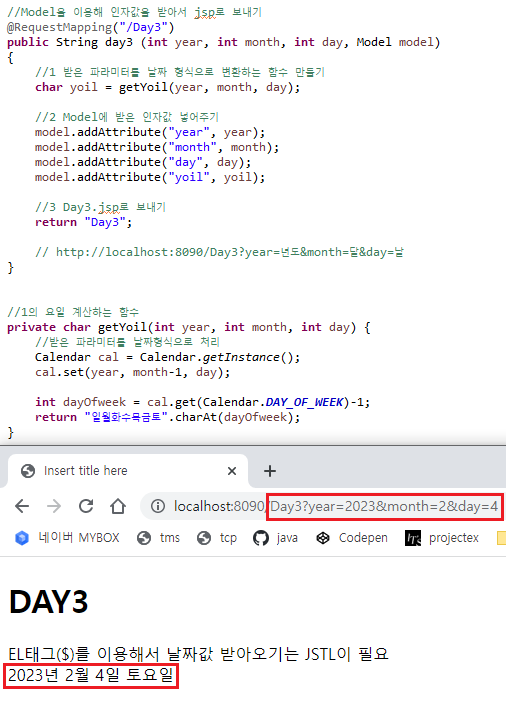 //Model을 이용해 인자값을 받아서 jsp로 보내기
@RequestMapping("/Day3")
public String day3 (int year, int month, int day, Model model)
{
//1 받은 파라미터를 날짜 형식으로 변환하는 함수 만들기
char yoil = getYoil(year, month, day);
//2 Model에 받은 인자값 넣어주기
model.addAttribute("year", year);
model.addAttribute("month", month);
model.addAttribute("day", day);
model.addAttribute("yoil", yoil);
//3 Day3.jsp로 보내기
return "Day3";
// http://localhost:8090/Day3?year=년도&month=달&day=날
}
//1의 요일 계산하는 함수
private char getYoil(int year, int month, int day) {
//받은 파라미터를 날짜형식으로 처리
Calendar cal = Calendar.getInstance();
cal.set(year, month-1, day);
int dayOfweek = cal.get(Calendar.DAY_OF_WEEK)-1;
return "일월화수목금토".charAt(dayOfweek);
}
Insert title here
localhost:8090/Day3?year=2023&month=2&day=4
네이버 MYBOX tms tcp java Codepen projectex
DAY3
EL태그($)를 이용해서 날짜값 받아오기는 JSTL이 필요
2023년 2월 4일 토요일